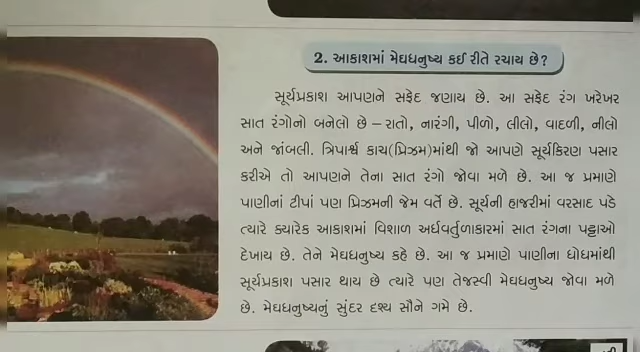 2. આકાશમાં મેઘધનુષ્ય કઈ રીતે રચાય છે?
સૂર્યપ્રકાશ આપણને સફેદ જણાય છે. આ સફેદ રંગ ખરેખર
સાત રંગોનો બનેલો છે – રાતો, નારંગી, પીળો, લીલો, વાદળી, નીલો
અને જાંબલી. ત્રિપાર્શ્વ કાચ(પ્રિઝમ)માંથી જો આપણે સૂર્યકિરણ પસાર
કરીએ તો આપણને તેના સાત રંગો જોવા મળે છે. આ જ પ્રમાણે
પાણીનાં ટીપાં પણ પ્રિઝમની જેમ વર્તે છે. સૂર્યની હાજરીમાં વરસાદ પડે
ત્યારે ક્યારેક આકાશમાં વિશાળ અર્ધવર્તુળાકારમાં સાત રંગના પટ્ટાઓ
દેખાય છે. તેને મેઘધનુષ્ય કહે છે. આ જ પ્રમાણે પાણીના ધોધમાંથી
સૂર્યપ્રકાશ પસાર થાય છે ત્યારે પણ તેજસ્વી મેઘધનુષ્ય જોવા મળે
છે. મેઘધનુષ્યનું સુંદર દૃશ્ય સૌને ગમે છે.